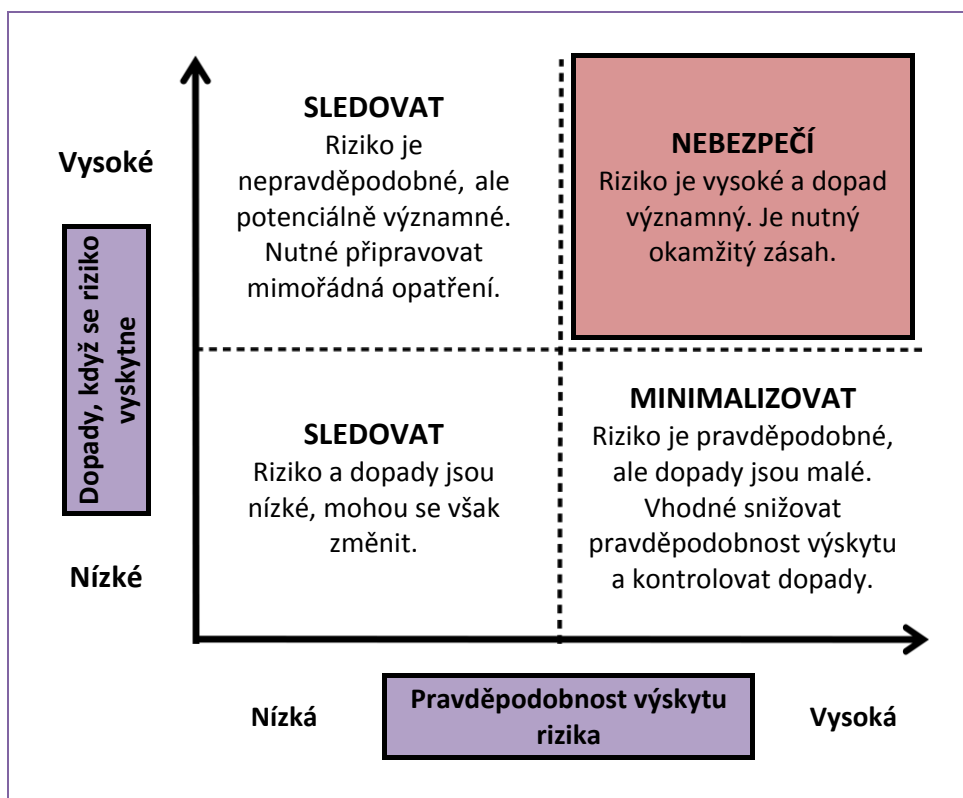 Vysoké
Dopady, když se riziko
vyskytne
Nízké
SLEDOVAT
Riziko je
nepravděpodobné, ale
potenciálně významné.
Nutné připravovat
mimořádná opatření.
NEBEZPEČÍ
Riziko je vysoké a dopad
významný. Je nutný
okamžitý zásah.
SLEDOVAT
Riziko a dopady jsou
nízké, mohou se však
změnit.
MINIMALIZOVAT
Riziko je pravděpodobné,
ale dopady jsou malé.
Vhodné snižovat
pravděpodobnost výskytu
a kontrolovat dopady.
Nízká
Pravděpodobnost výskytu
rizika
Vysoká